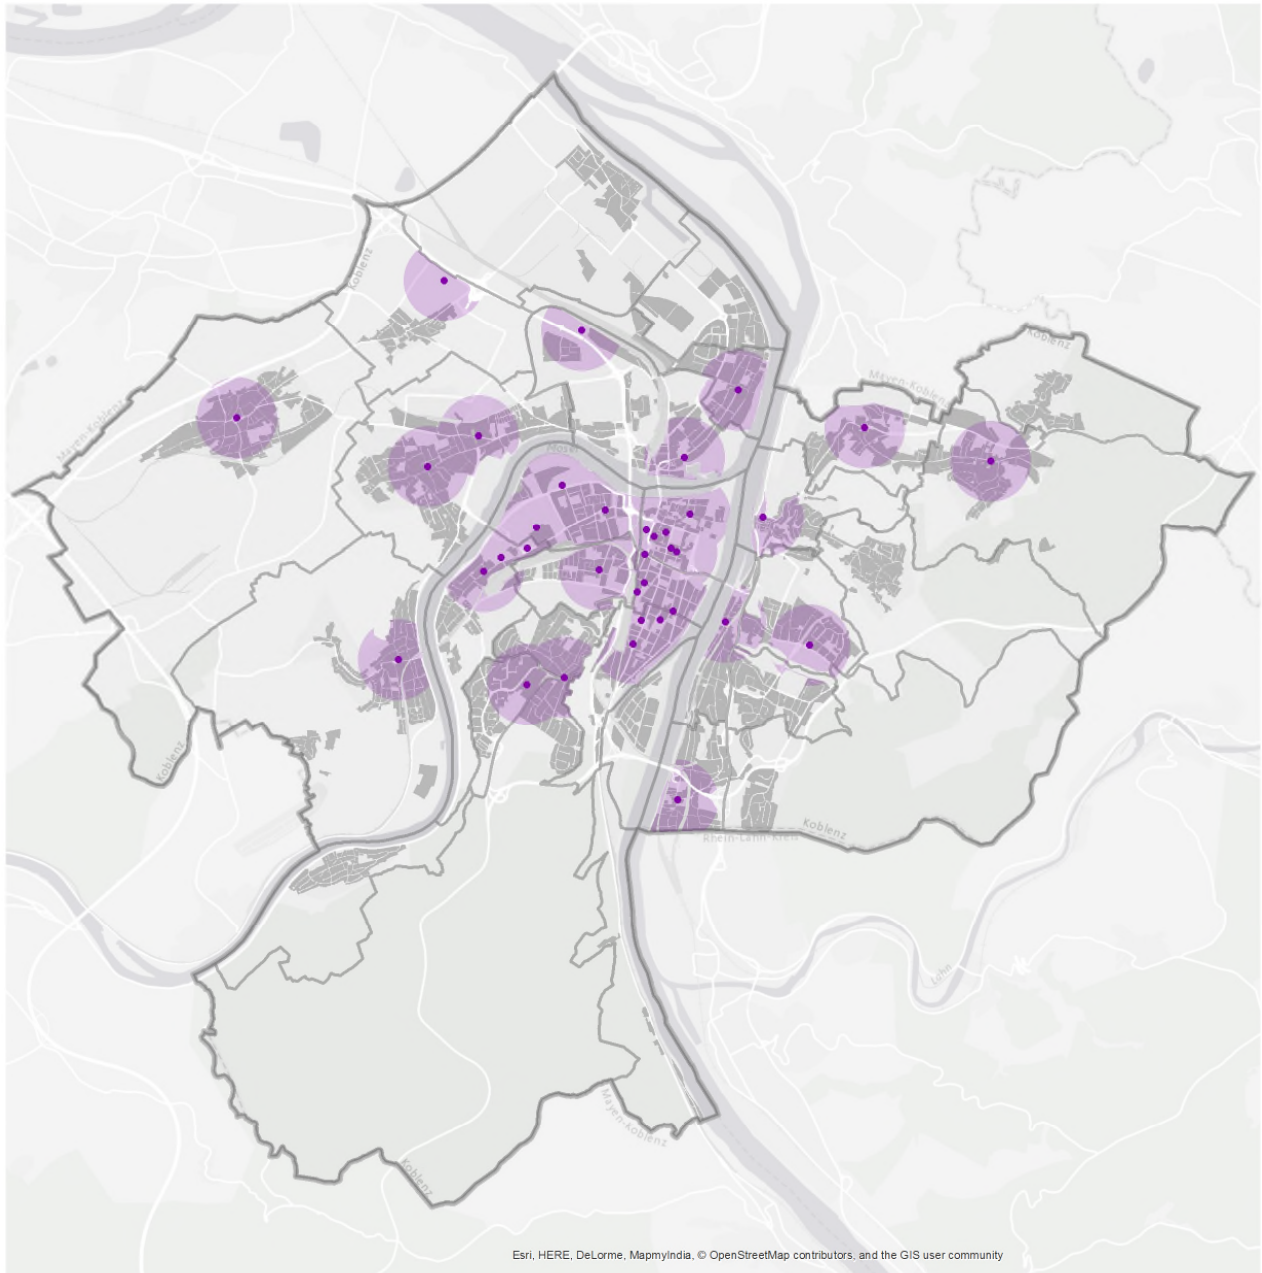 Koblenz
Koblenz
Mayen-Koblenz
Mayen-Koblenz
Mosel
Koblenz
Koblenz
Rhein-Lahn-Kreis
Lahn
Mayen-Koblenz
Koblenz
Esri, HERE, DeLorme, MapmyIndia, © OpenStreetMap contributors, and the GIS user community